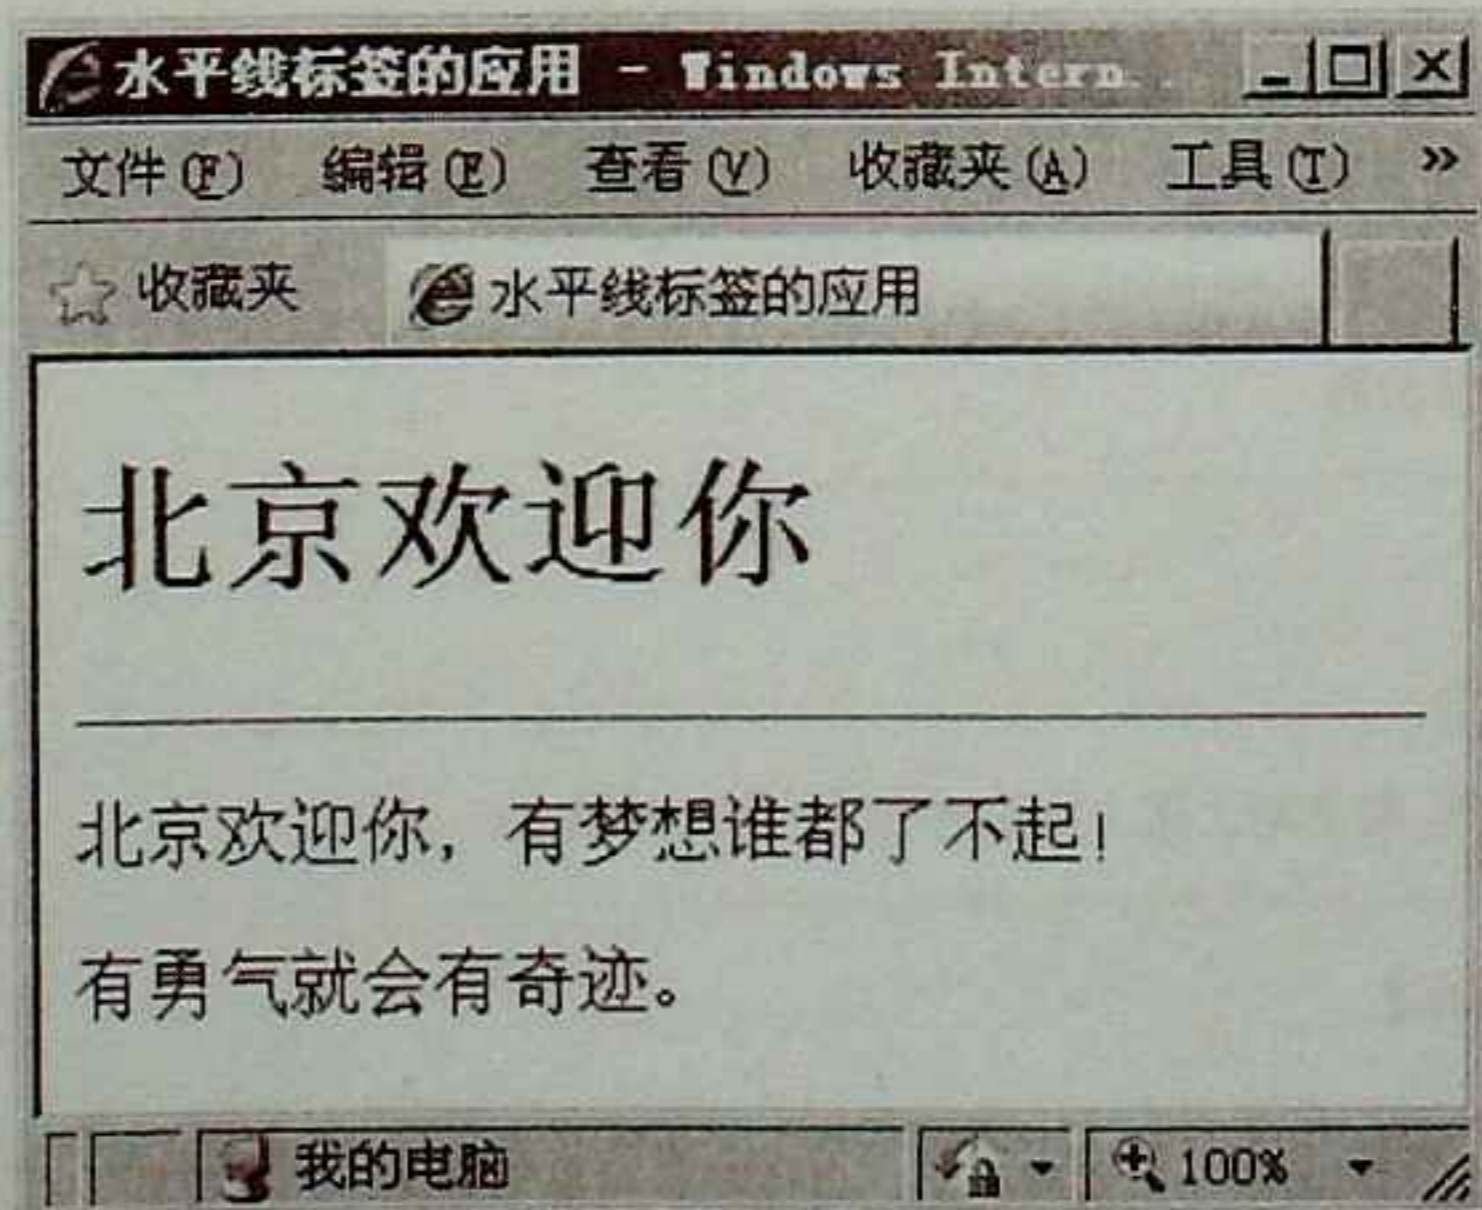 水平线标签的应用 - Windows Intern..
文件(F) 编辑(E) 查看(V) 收藏夹(A) 工具(T) »
收藏夹 水平线标签的应用
北京欢迎你
北京欢迎你，有梦想谁都了不起！
有勇气就会有奇迹。
我的电脑 100%